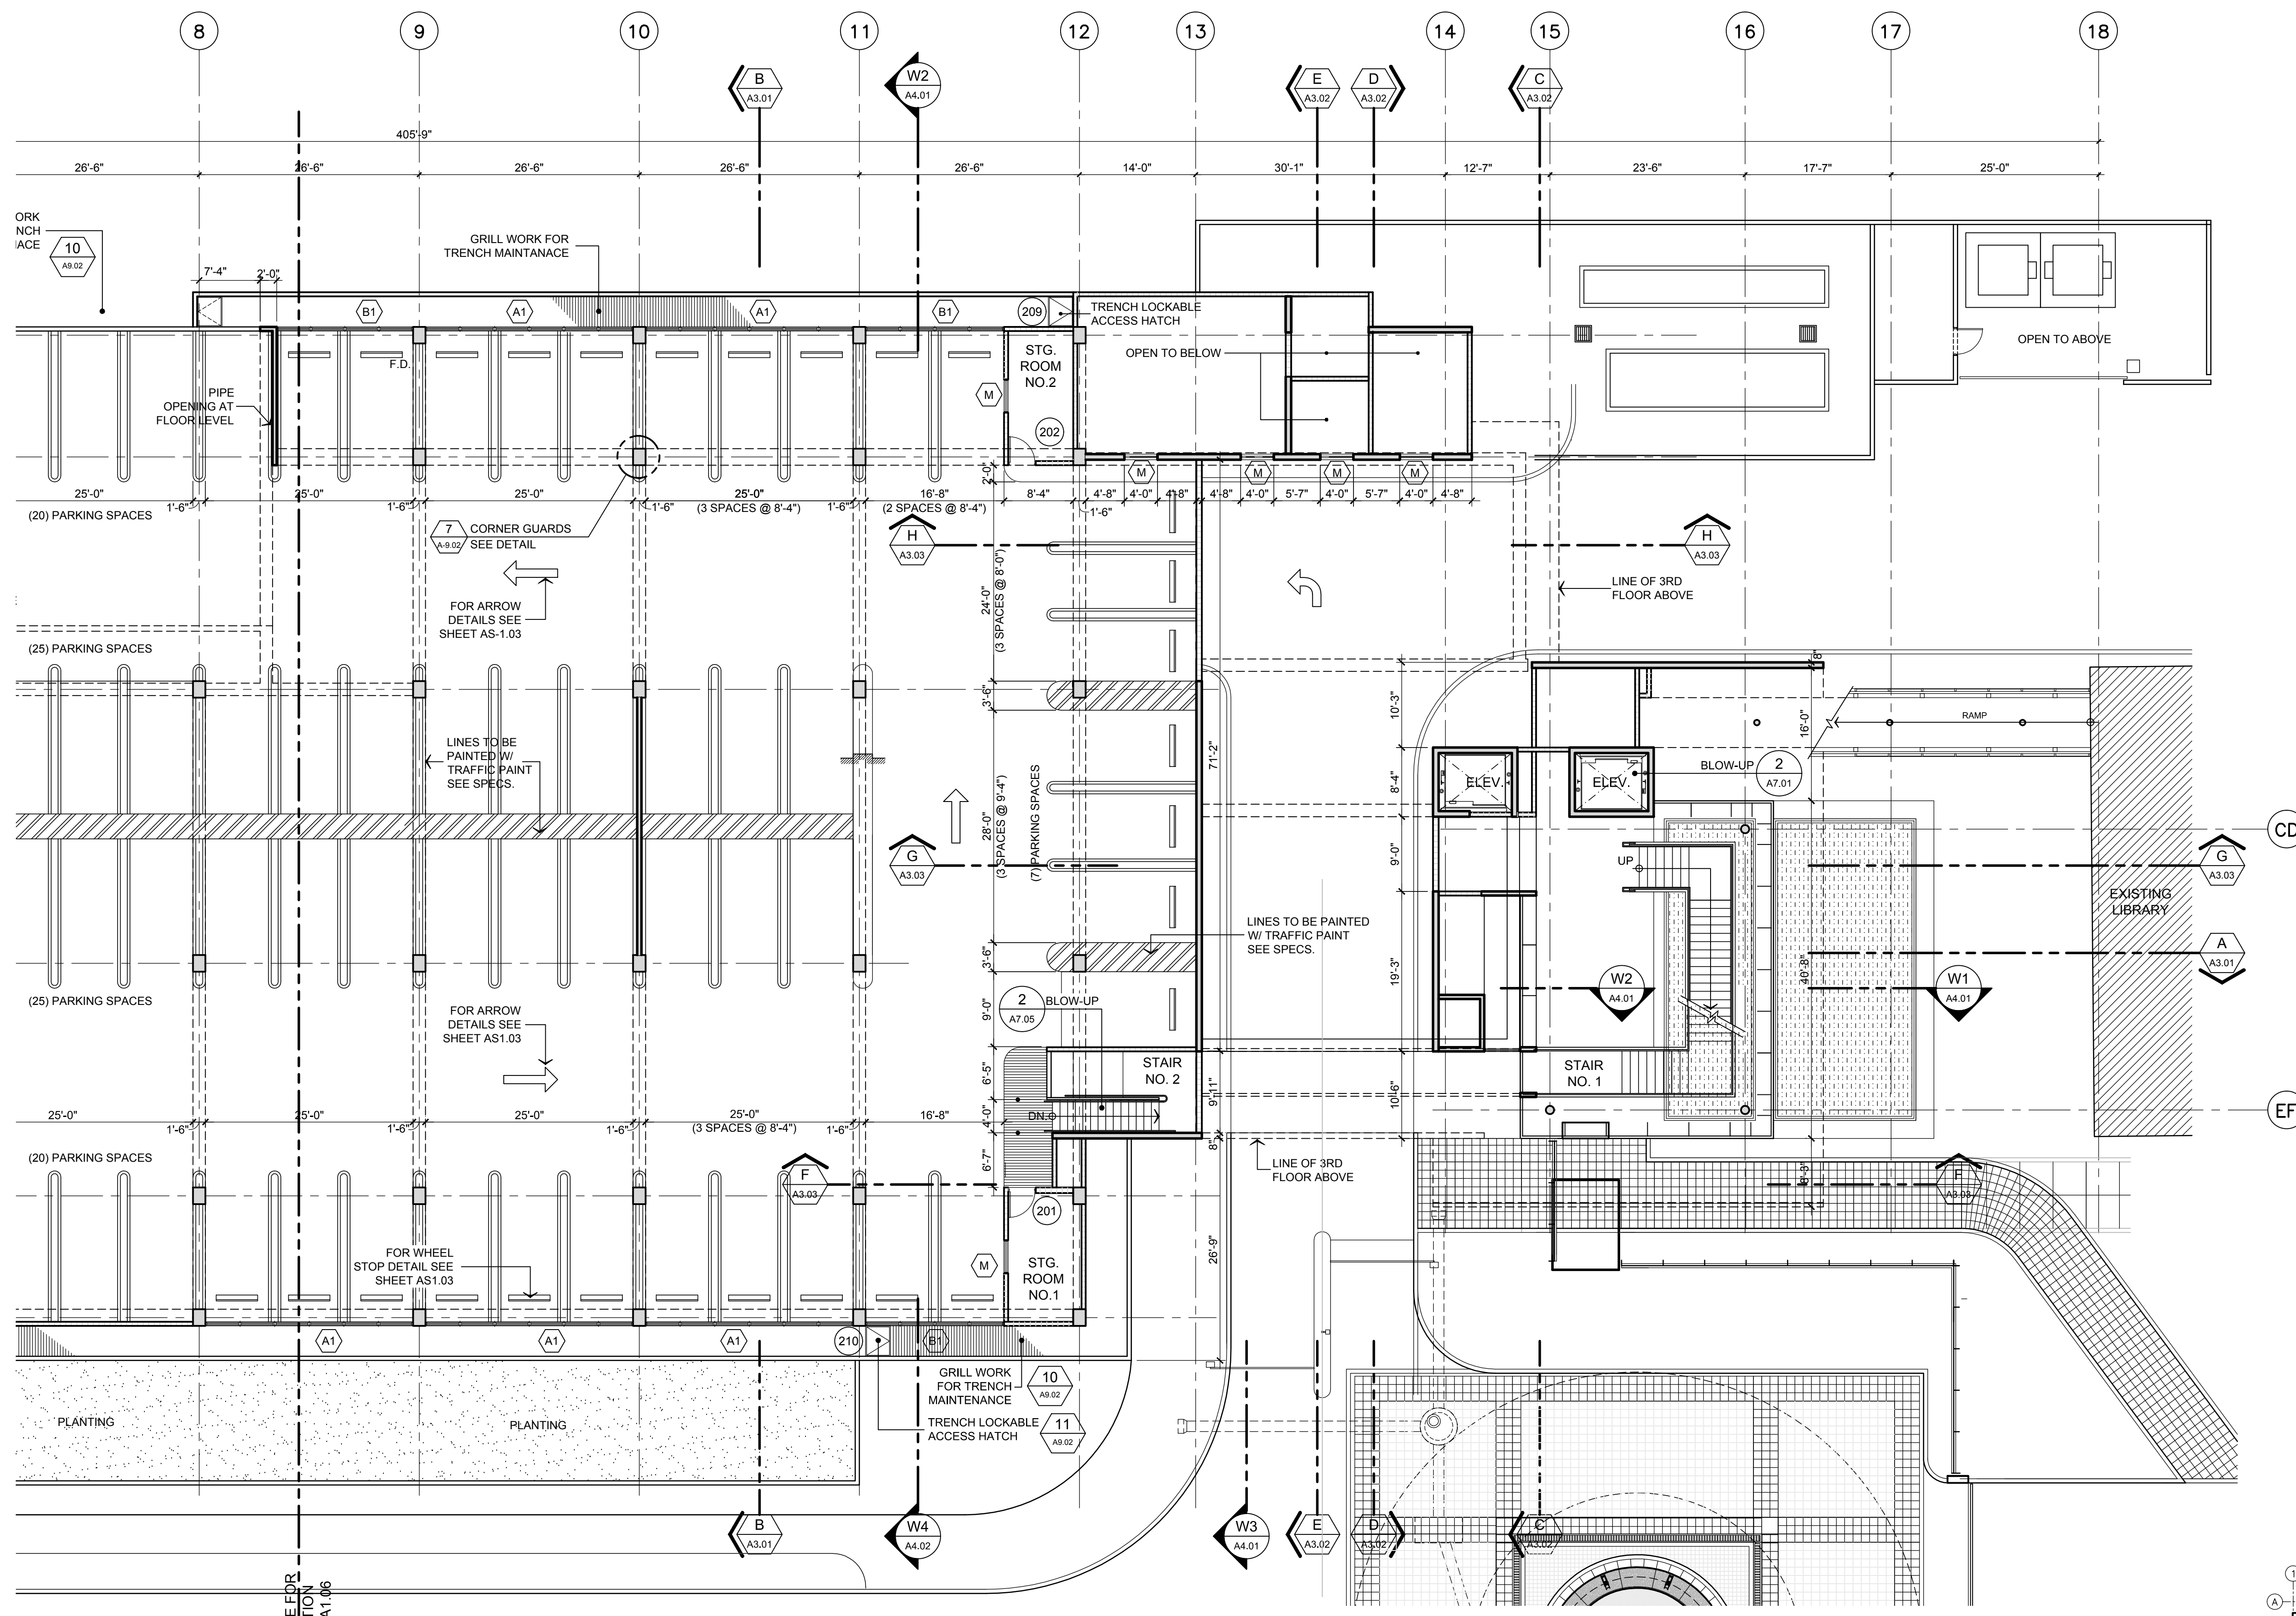 8
9
10
11
12
13
14
15
16
17
18
B
A3.01
W2
A4.01
E
A3.02
D
A3.02
C
A3.02
405'-9"
26'-6"
26'-6"
26'-6"
26'-6"
26'-6"
14'-0"
30'-1"
12'-7"
23'-6"
17'-7"
25'-0"
ORK
NCH
ACE
10
A9.02
GRILL WORK FOR
TRENCH MAINTANACE
7'-4"
2'-0"
B1
A1
A1
B1
209
TRENCH LOCKABLE
ACCESS HATCH
F.D.
STG.
ROOM
NO.2
OPEN TO BELOW
OPEN TO ABOVE
PIPE
OPENING AT
FLOOR LEVEL
M
202
M
M
M
M
2'-0"
25'-0"
1'-6"
25'-0"
1'-6"
25'-0"
1'-6"
25'-0"
(3 SPACES @ 8'-4")
1'-6"
16'-8"
(2 SPACES @ 8'-4")
8'-4"
1'-6"
4'-8"
4'-0"
4'-8"
4'-8"
4'-0"
5'-7"
4'-0"
5'-7"
4'-0"
4'-8"
(20) PARKING SPACES
7
A-9.02
CORNER GUARDS
SEE DETAIL
H
A3.03
H
A3.03
24'-0"
(3 SPACES @ 8'-0")
FOR ARROW
DETAILS SEE
SHEET AS-1.03
LINE OF 3RD
FLOOR ABOVE
(25) PARKING SPACES
3'-6"
10'-3"
8"
16'-0"
RAMP
LINES TO BE
PAINTED W/
TRAFFIC PAINT
SEE SPECS.
71'-2"
ELEV.
ELEV.
BLOW-UP
2
A7.01
8'-4"
28'-0"
(3 SPACES @ 9'-4")
(7) PARKING SPACES
CD
G
A3.03
9'-0"
UP
G
A3.03
EXISTING
LIBRARY
LINES TO BE PAINTED
W/ TRAFFIC PAINT
SEE SPECS.
A
A3.01
3'-6"
19'-3"
40'-8"
W2
A4.01
W1
A4.01
(25) PARKING SPACES
2
A7.05
BLOW-UP
9'-0"
FOR ARROW
DETAILS SEE
SHEET AS1.03
STAIR
NO. 2
STAIR
NO. 1
6'-5"
9'-11"
10'-6"
25'-0"
1'-6"
25'-0"
1'-6"
25'-0"
1'-6"
25'-0"
(3 SPACES @ 8'-4")
1'-6"
16'-8"
4'-0"
DN.
EF
8"
(20) PARKING SPACES
6'-7"
F
A3.03
LINE OF 3RD
FLOOR ABOVE
F
A3.03
201
26'-9"
FOR WHEEL
STOP DETAIL SEE
SHEET AS1.03
M
STG.
ROOM
NO.1
A1
A1
A1
210
B1
GRILL WORK
FOR TRENCH
MAINTENANCE
10
A9.02
TRENCH LOCKABLE
ACCESS HATCH
11
A9.02
PLANTING
PLANTING
B
A3.01
W4
A4.02
W3
A4.01
E
A3.02
D
A3.02
C
A3.02
E FOR
TION
A1.06
1
A